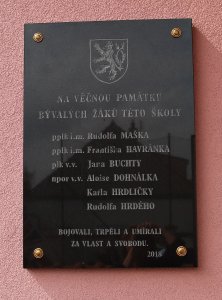 NA VĚČNOU PAMÁTKU
BÝVALÝCH ŽÁKŮ TÉTO ŠKOLY
pplk i.m. Rudolfa MAŠKA
pplk i.m. Františka HAVRÁNKA
plk v.v. Jara BUCHTY
npor v.v. Aloise DOHNÁLKA
Karla HRDLIČKY
Rudolfa HRDÉHO
BOJOVALI, TRPĚLI A UMÍRALI
ZA VLAST A SVOBODU.
2018